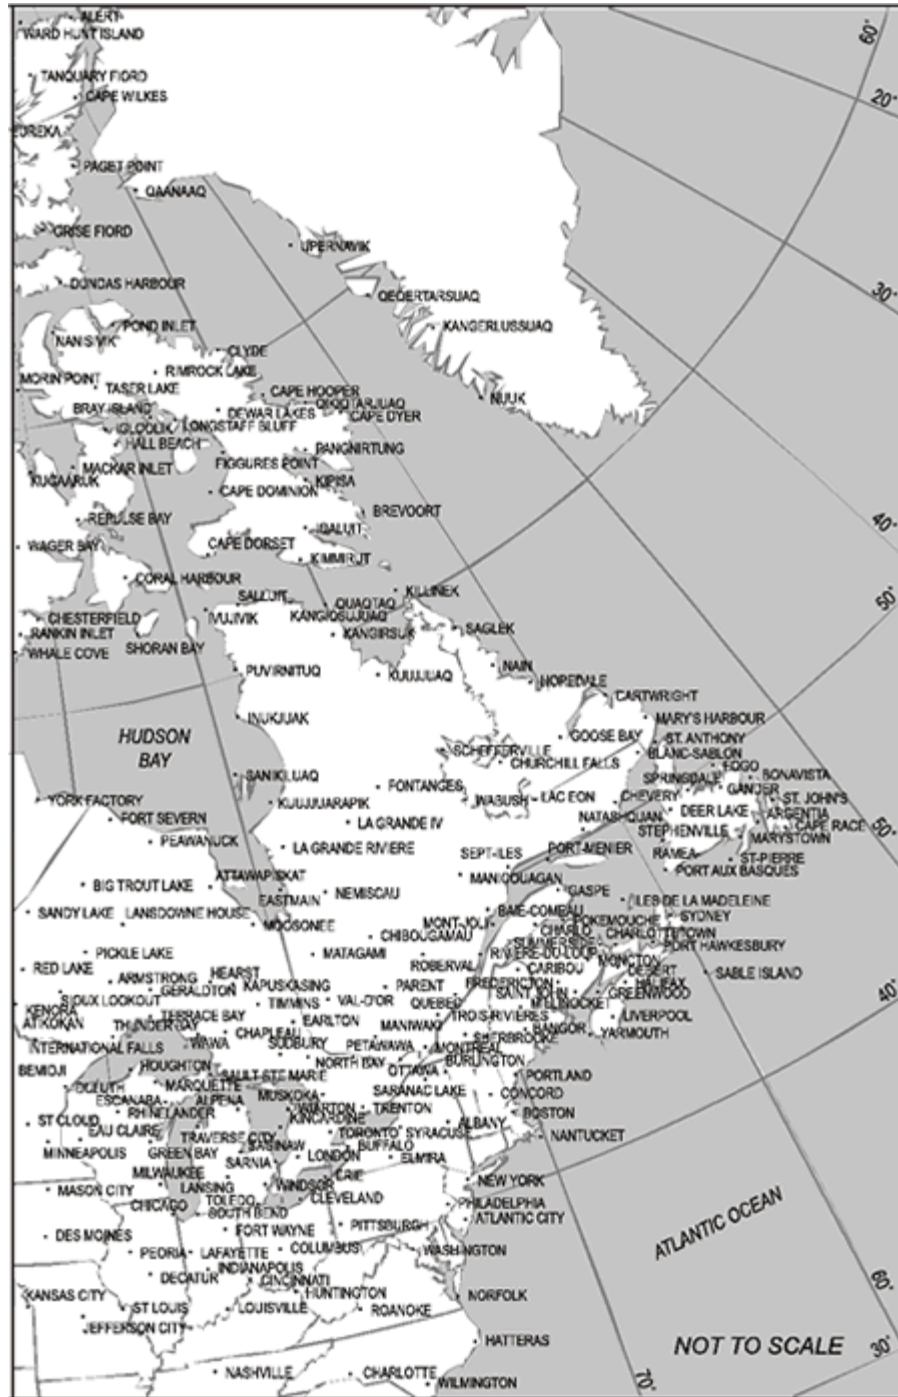 ALERT
WARD HUNT ISLAND
60°
TANQUARY FIORD
CAPE WILKES
20°
EUREKA
PAGET POINT
QAANAAQ
GRISE FIORD
UPERNAVIK
DUNDAS HARBOUR
30°
QEQERTARSUAQ
POND INLET
KANGERLUSSUAQ
NANISIVIK
CLYDE
RIMROCK LAKE
MORIN POINT
TASER LAKE
CAPE HOOPER
NUUK
QIKIQTARJUAQ
BRAY ISLAND
DEWAR LAKES
CAPE DYER
IGLOOLIK
LONGSTAFF BLUFF
HALL BEACH
PANGNIRTUNG
FIGGURES POINT
MACKAR INLET
KUGAARUK
KIPISA
CAPE DOMINION
BREVOORT
REPULSE BAY
IQALUIT
40°
WAGER BAY
CAPE DORSET
KIMMIRUT
CORAL HARBOUR
KILLINEK
SALLUIT
QUAQTAQ
50°
CHESTERFIELD
IVUJIVIK
KANGIQSUJUAQ
RANKIN INLET
KANGIRSUK
SAGLEK
WHALE COVE
SHORAN BAY
NAIN
PUVIRNITUQ
KUUJJUAQ
HOPEDALE
CARTWRIGHT
INUKJUAK
MARY'S HARBOUR
HUDSON
BAY
GOOSE BAY
ST. ANTHONY
SCHEFFERVILLE
BLANC-SABLON
CHURCHILL FALLS
FOGO
SANIKILUAQ
SPRINGDALE
BONAVISTA
FONTANGES
GANDER
YORK FACTORY
KUUJJUARAPIK
WABUSH
LAC EON
CHEVERY
ST. JOHN'S
FORT SEVERN
LA GRANDE IV
NATASHQUAN
DEER LAKE
ARGENTIA
STEPHENVILLE
CAPE RACE
50°
PEAWANUCK
MARYSTOWN
LA GRANDE RIVIERE
SEPT-ILES
PORT-MENIER
RAMEA
ST-PIERRE
PORT AUX BASQUES
BIG TROUT LAKE
ATTAWAPISKAT
MANICOUAGAN
EASTMAIN
NEMISCAU
GASPE
ILES DE LA MADELEINE
SANDY LAKE
LANSDOWNE HOUSE
BAIE-COMEAU
SYDNEY
MOOSONEE
MONT-JOLI
POKEMOUCHE
CHARLO
CHARLOTTETOWN
CHIBOUGAMAU
SUMMERSIDE
PORT HAWKESBURY
PICKLE LAKE
MATAGAMI
RIVIERE-DU-LOUP
MONCTON
RED LAKE
ROBERVAL
CARIBOU
DESERT
SABLE ISLAND
ARMSTRONG
HEARST
KAPUSKASING
PARENT
FREDERICTON
HALIFAX
GERALDTON
SAINT JOHN
GREENWOOD
40°
SIOUX LOOKOUT
TIMMINS
VAL-D'OR
QUEBEC
MILLINOCKET
KENORA
TERRACE BAY
TROIS-RIVIÈRES
LIVERPOOL
ATIKOKAN
THUNDER BAY
EARLTON
MANIWAKI
BANGOR
CHAPLEAU
SHERBROOKE
YARMOUTH
INTERNATIONAL FALLS
WAWA
SUDBURY
PETAWAWA
MONTREAL
NORTH BAY
BURLINGTON
BEMIDJI
HOUGHTON
SAULT STE MARIE
OTTAWA
PORTLAND
DULUTH
MARQUETTE
SARANAC LAKE
ESCANABA
ALPENA
MUSKOKA
CONCORD
RHINELANDER
WIARTON
TRENTON
BOSTON
ST CLOUD
KINCARDINE
ALBANY
EAU CLAIRE
TRAVERSE CITY
TORONTO
SYRACUSE
NANTUCKET
MINNEAPOLIS
GREEN BAY
SAGINAW
BUFFALO
SARNIA
LONDON
ELMIRA
MILWAUKEE
ERIE
NEW YORK
MASON CITY
LANSING
WINDSOR
CHICAGO
TOLEDO
CLEVELAND
PHILADELPHIA
SOUTH BEND
ATLANTIC CITY
DES MOINES
FORT WAYNE
PITTSBURGH
ATLANTIC OCEAN
PEORIA
LAFAYETTE
COLUMBUS
WASHINGTON
DECATUR
INDIANAPOLIS
CINCINNATI
60°
KANSAS CITY
HUNTINGTON
NORFOLK
ST LOUIS
LOUISVILLE
ROANOKE
JEFFERSON CITY
HATTERAS
NOT TO SCALE
30°
NASHVILLE
CHARLOTTE
WILMINGTON
70°